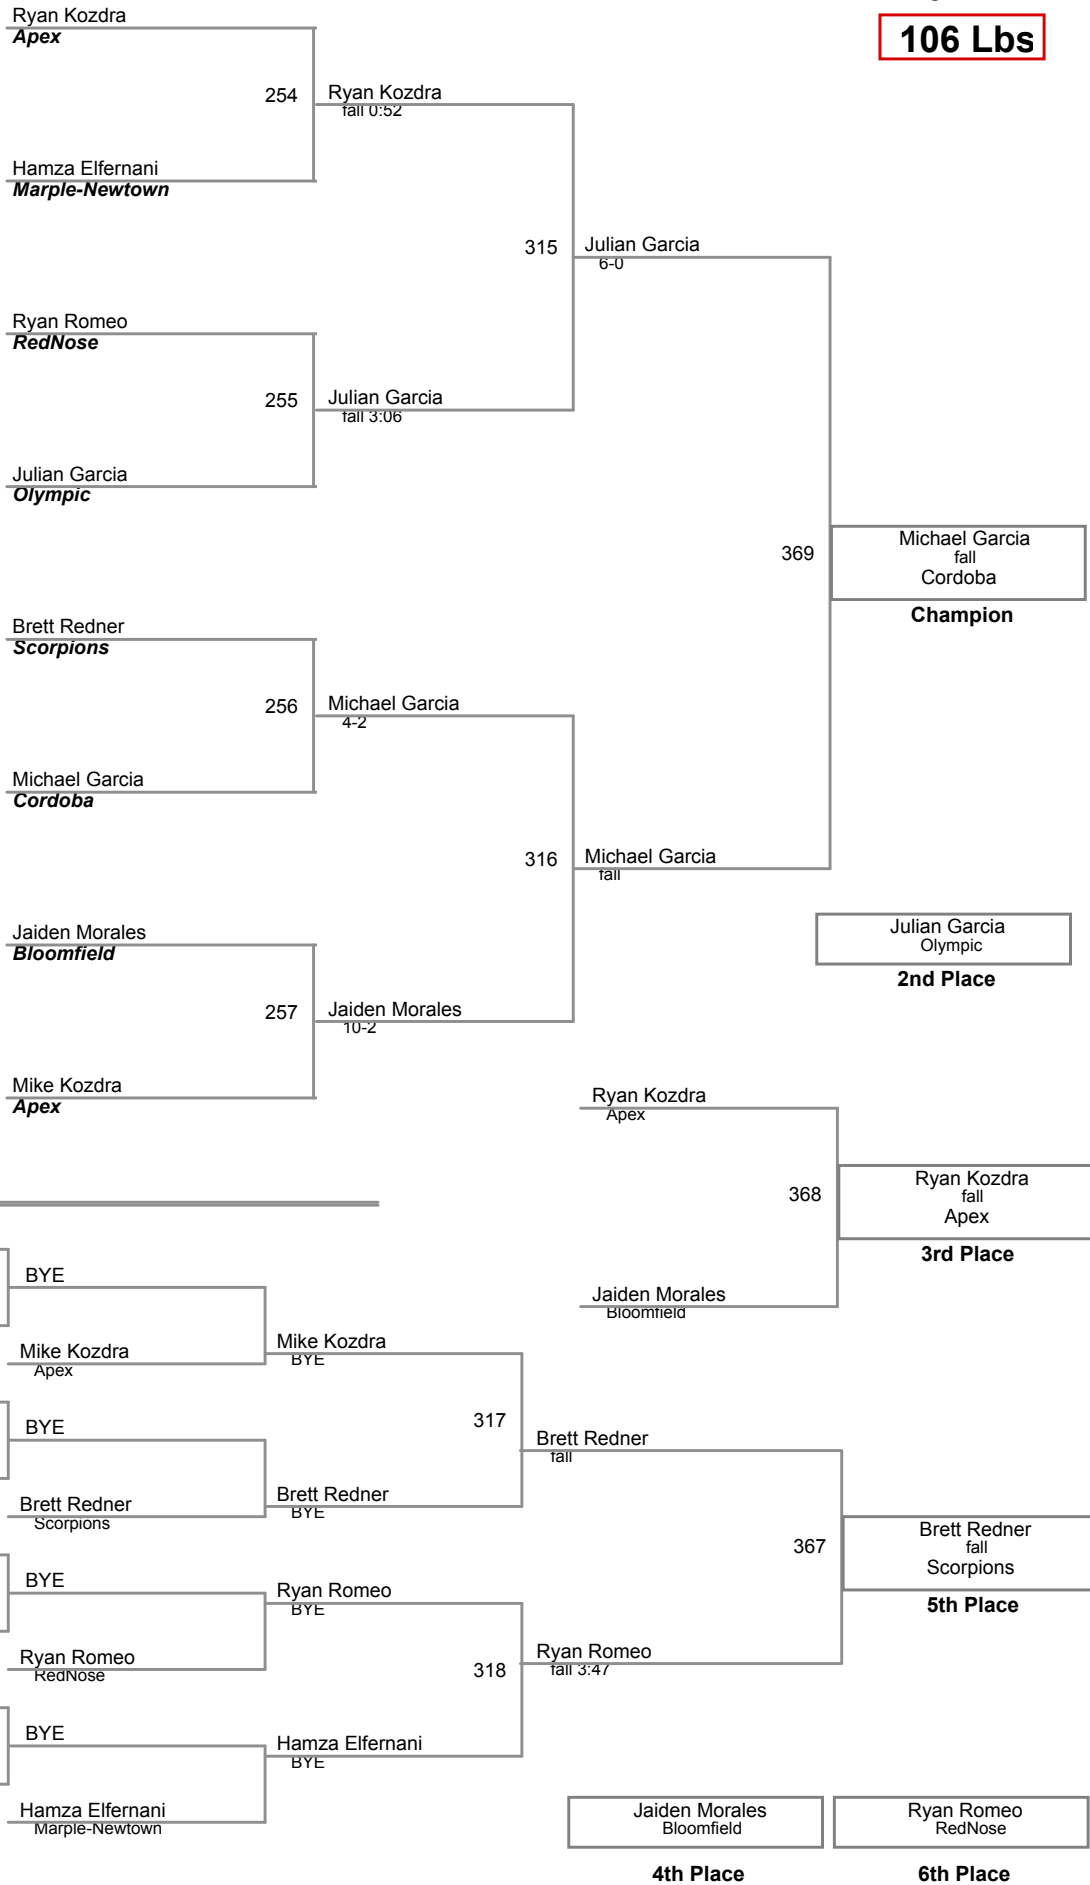 106 Lbs
Ryan Kozdra
Apex
254
Ryan Kozdra
fall 0:52
Hamza Elfernani
Marple-Newtown
315
Julian Garcia
6-0
Ryan Romeo
RedNose
255
Julian Garcia
fall 3:06
Julian Garcia
Olympic
369
Michael Garcia
fall
Cordoba
Champion
Brett Redner
Scorpions
256
Michael Garcia
4-2
Michael Garcia
Cordoba
316
Michael Garcia
fall
Jaiden Morales
Bloomfield
Julian Garcia
Olympic
2nd Place
257
Jaiden Morales
10-2
Mike Kozdra
Apex
Ryan Kozdra
Apex
368
Ryan Kozdra
fall
Apex
3rd Place
Jaiden Morales
Bloomfield
BYE
Mike Kozdra
Apex
Mike Kozdra
BYE
BYE
317
Brett Redner
fall
Brett Redner
Scorpions
Brett Redner
BYE
367
Brett Redner
fall
Scorpions
5th Place
BYE
Ryan Romeo
BYE
Ryan Romeo
RedNose
318
Ryan Romeo
fall 3:47
BYE
Hamza Elfernani
BYE
Hamza Elfernani
Marple-Newtown
Jaiden Morales
Bloomfield
4th Place
Ryan Romeo
RedNose
6th Place